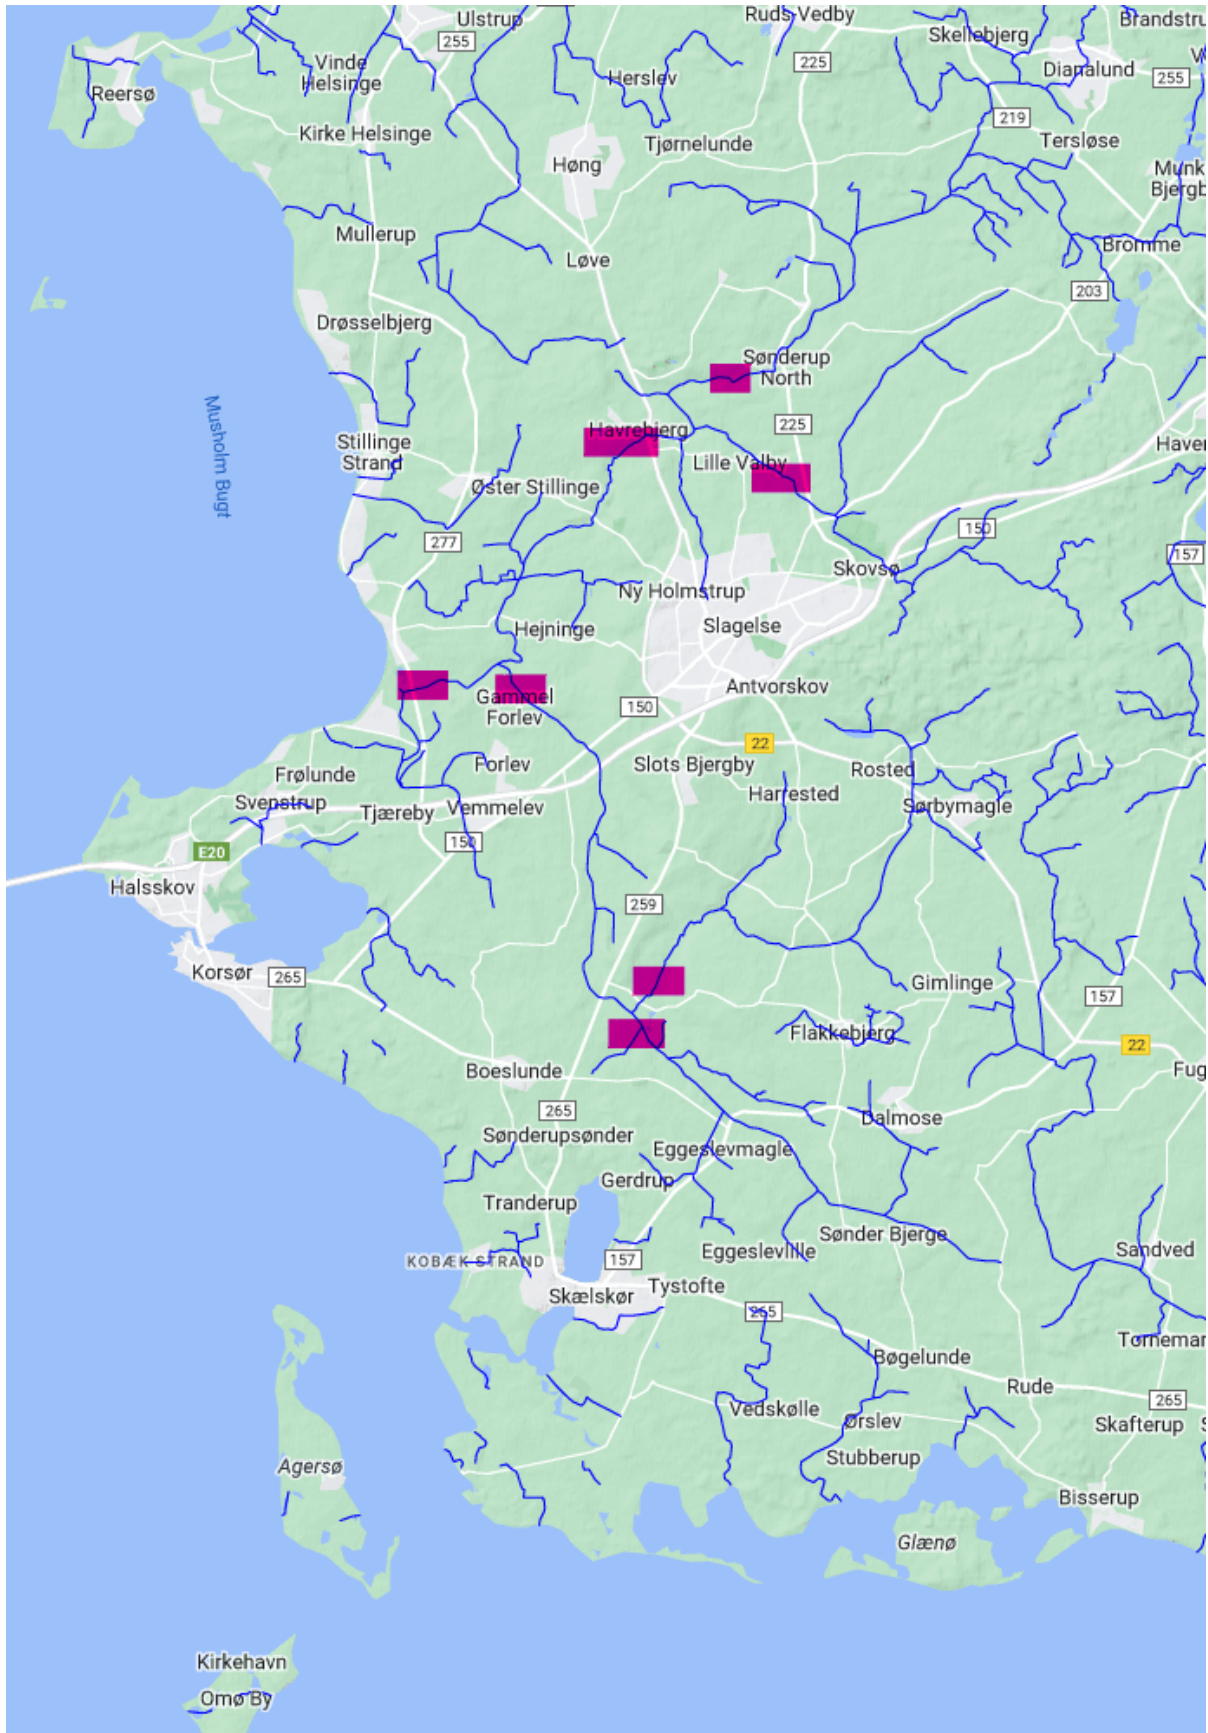 Ulstrup
Ruds-Vedby
Brandstru
Skellebjerg
255
225
Vinde
Helsinge
Herslev
Dianalund
255
Reersø
219
Kirke Helsinge
Tjørnelunde
Tersløse
Høng
Munk
Bjergb
Mullerup
Bromme
Løve
203
Drøsselbjerg
Sønderup
North
Musholm Bugt
225
Havrebjerg
Stillinge
Strand
Haver
Lille Valby
Øster Stillinge
150
277
157
Skovsø
Ny Holmstrup
Slagelse
Hejninge
Antvorskov
Gammel
Forlev
150
22
Forlev
Slots Bjergby
Rosted
Frølunde
Harrested
Svenstrup
Tjæreby
Vemmelev
Sørbymagle
150
E20
Halsskov
259
Korsør
265
Gimlinge
157
Flakkebjerg
22
Boeslunde
Fug
265
Dalmose
Sønderupsønder
Eggeslevmagle
Gerdrup
Tranderup
Sønder Bjerge
Eggeslevlille
Sandved
KOBÆK STRAND
157
Tystofte
Skælskør
265
Tornemar
Bøgelunde
Rude
265
Vedskølle
Ørslev
Skafterup
Stubberup
Agersø
Bisserup
Glænø
Kirkehavn
Omø By